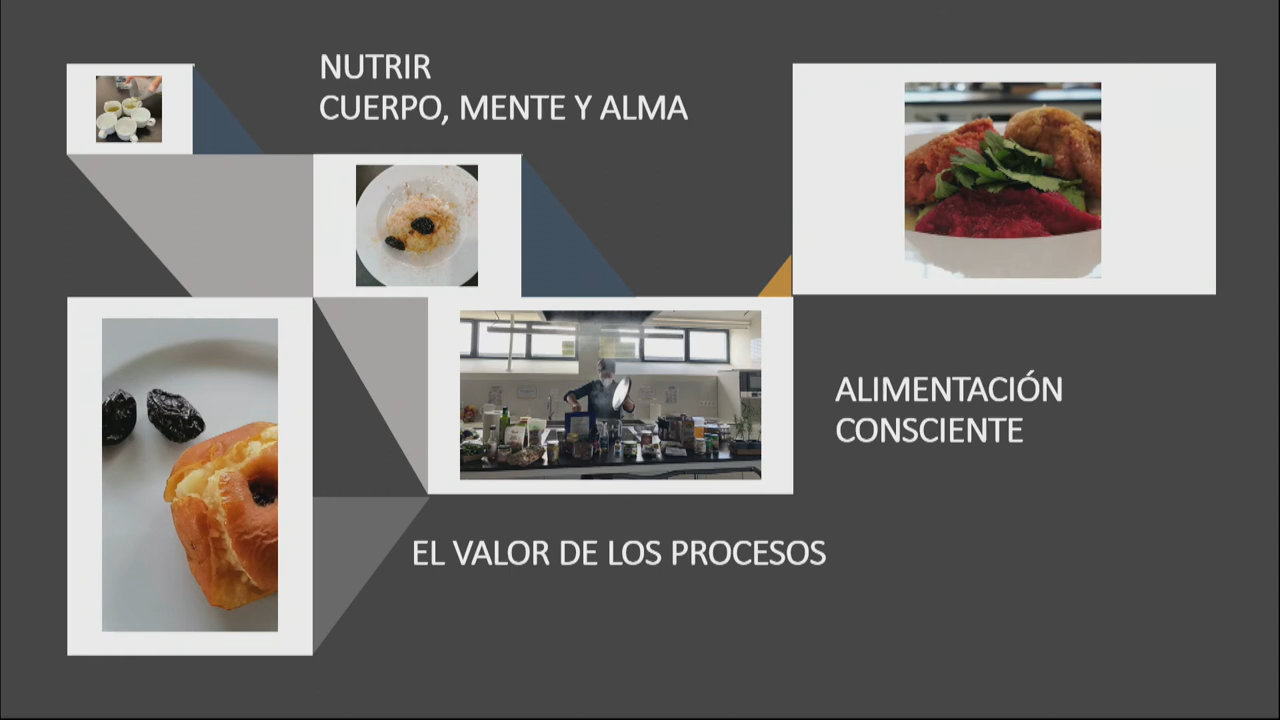 NUTRIR
CUERPO, MENTE Y ALMA
ALIMENTACIÓN
CONSCIENTE
EL VALOR DE LOS PROCESOS